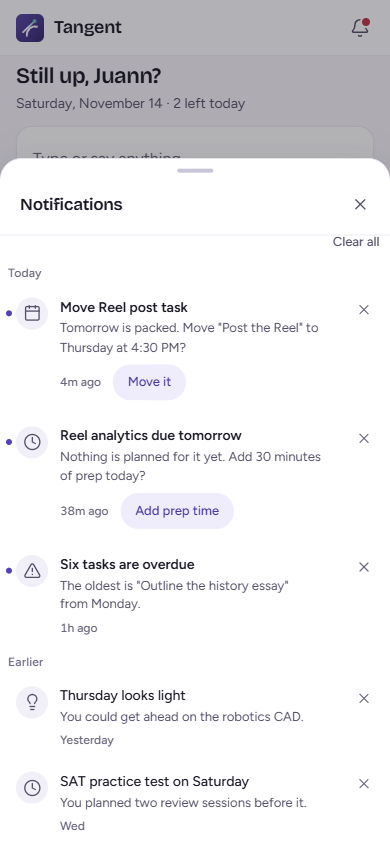 Tangent
Still up, Juann?
Saturday, November 14 · 2 left today
Type or say anything
Notifications
Clear all
Today
Move Reel post task
Tomorrow is packed. Move "Post the Reel" to
Thursday at 4:30 PM?
4m ago
Move it
Reel analytics due tomorrow
Nothing is planned for it yet. Add 30 minutes
of prep today?
38m ago
Add prep time
Six tasks are overdue
The oldest is "Outline the history essay"
from Monday.
1h ago
Earlier
Thursday looks light
You could get ahead on the robotics CAD.
Yesterday
SAT practice test on Saturday
You planned two review sessions before it.
Wed